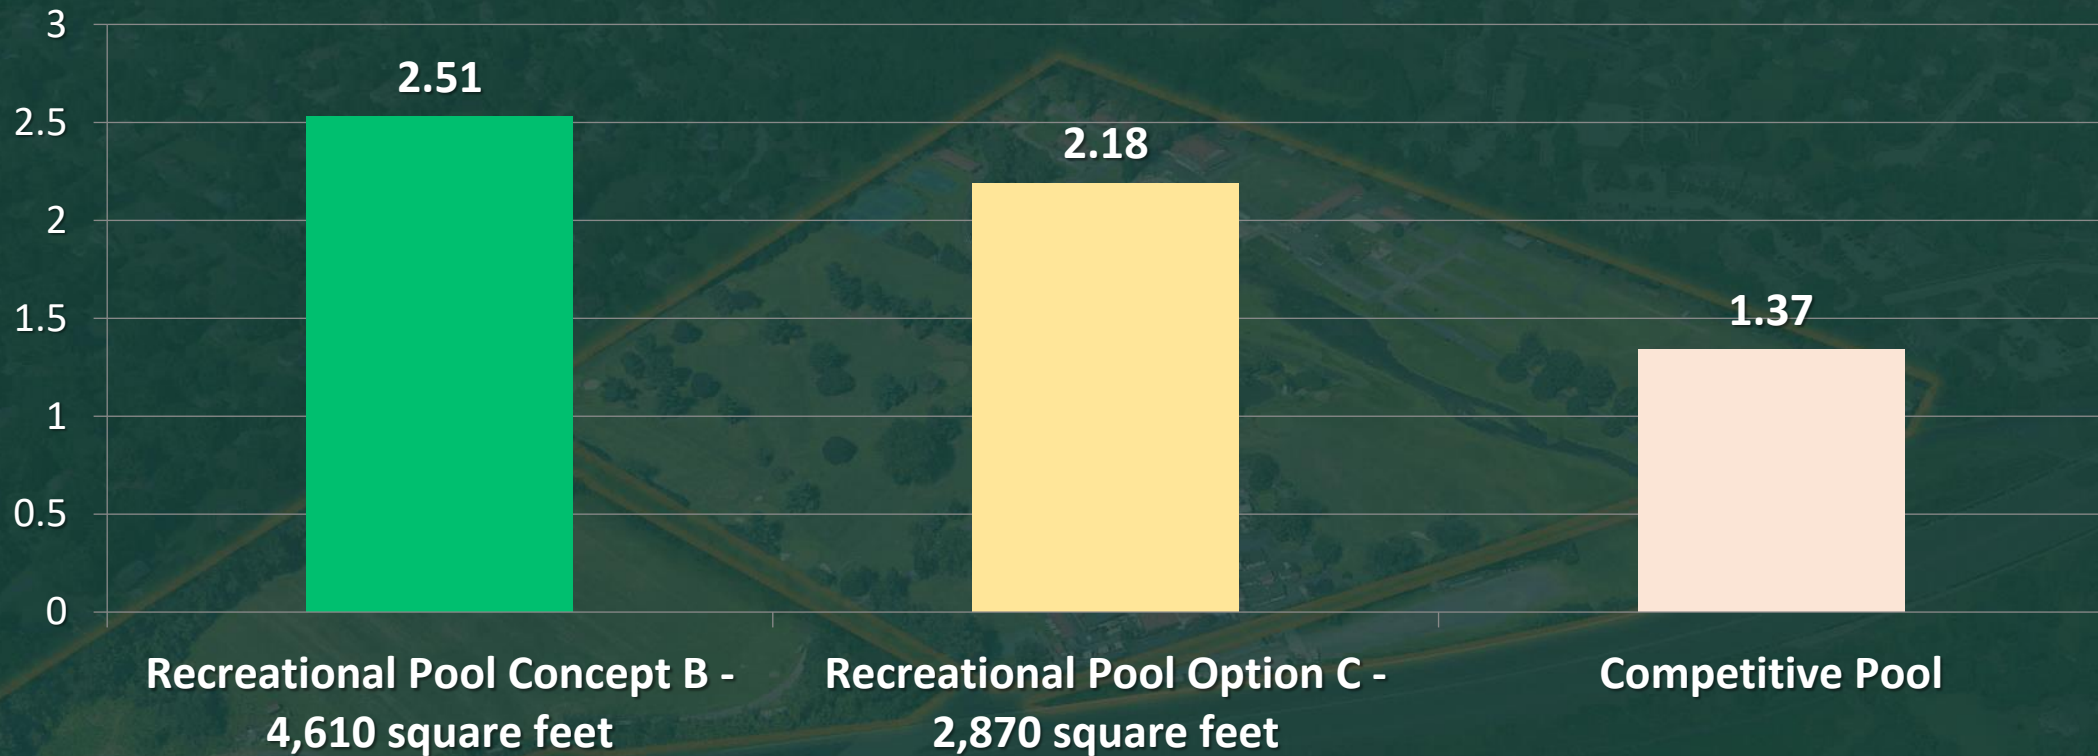 3
2.5
2
1.5
1
0.5
0
2.51
2.18
1.37
Recreational Pool Concept B -
4,610 square feet
Recreational Pool Option C -
2,870 square feet
Competitive Pool